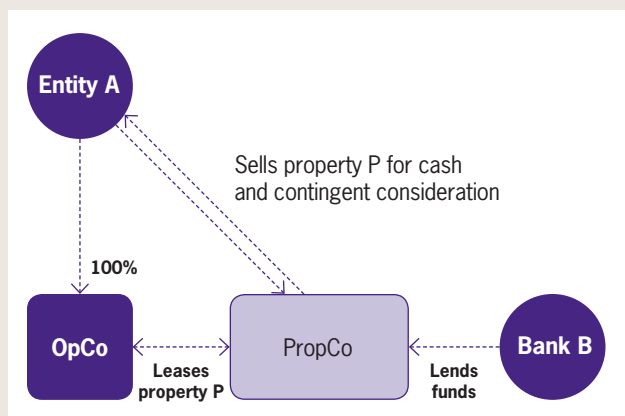 Entity A
Sells property P for cash
and contingent consideration
100%
OpCo
Leases
property P
PropCo
Lends
funds
Bank B